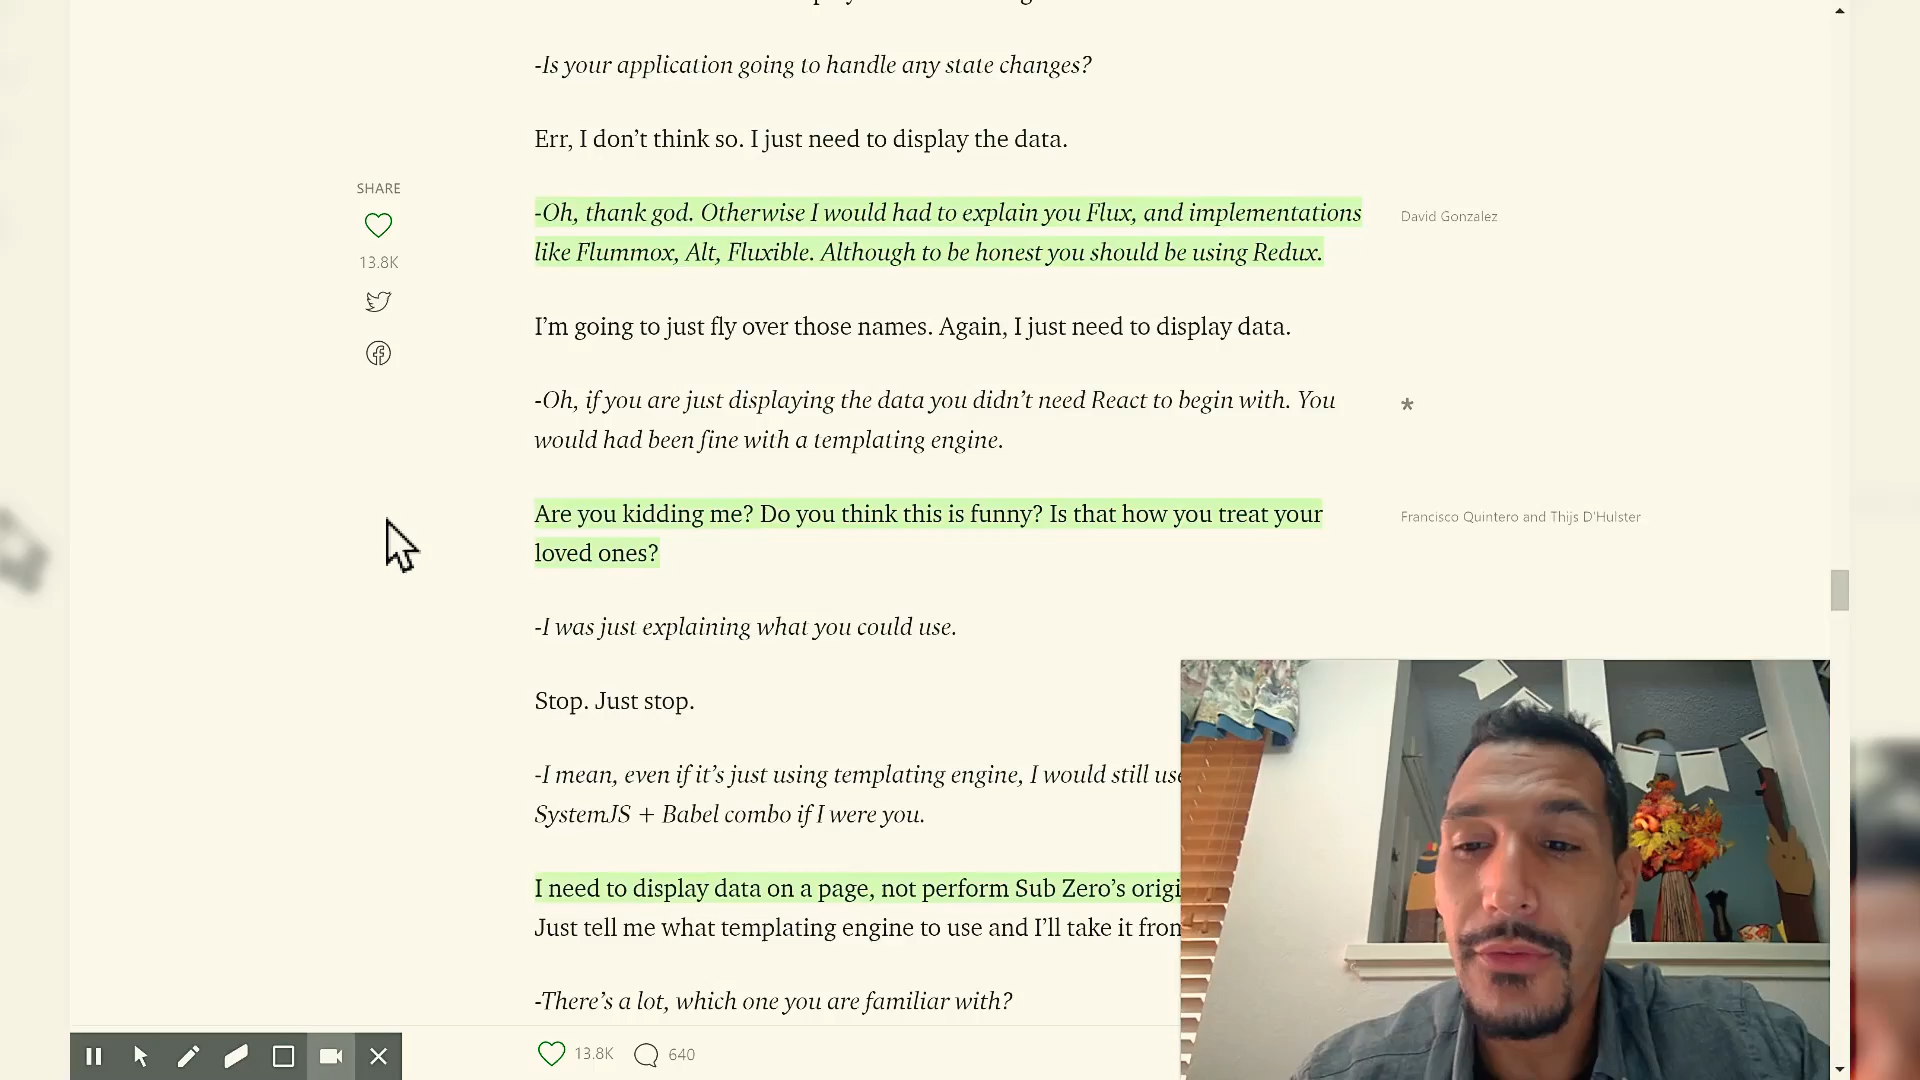 -Is your application going to handle any state changes?
Err, I don’t think so. I just need to display the data.
SHARE
13.8K
-Oh, thank god. Otherwise I would had to explain you Flux, and implementations
like Flummox, Alt, Fluxible. Although to be honest you should be using Redux.
David Gonzalez
I’m going to just fly over those names. Again, I just need to display data.
-Oh, if you are just displaying the data you didn’t need React to begin with. You
would had been fine with a templating engine.
*
Are you kidding me? Do you think this is funny? Is that how you treat your
loved ones?
Francisco Quintero and Thijs D'Hulster
-I was just explaining what you could use.
Stop. Just stop.
-I mean, even if it’s just using templating engine, I would still use
SystemJS + Babel combo if I were you.
I need to display data on a page, not perform Sub Zero’s origi
Just tell me what templating engine to use and I’ll take it from
-There’s a lot, which one you are familiar with?
13.8K 640